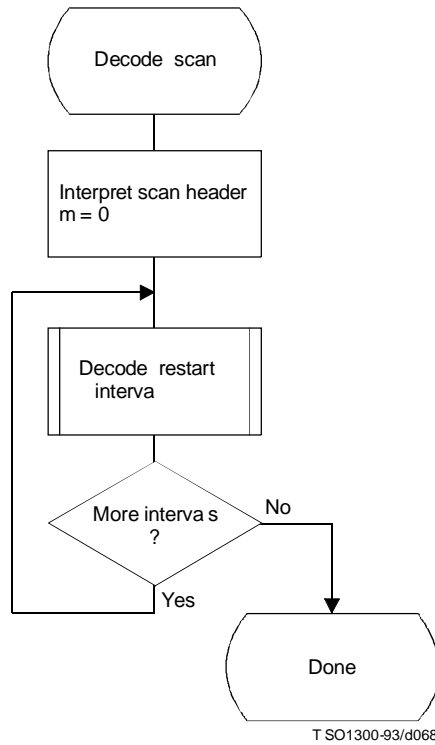 Decode scan
Interpret scan header
m = 0
Decode restart
interva
More interva s
?
No
Yes
Done
T SO1300-93/d068